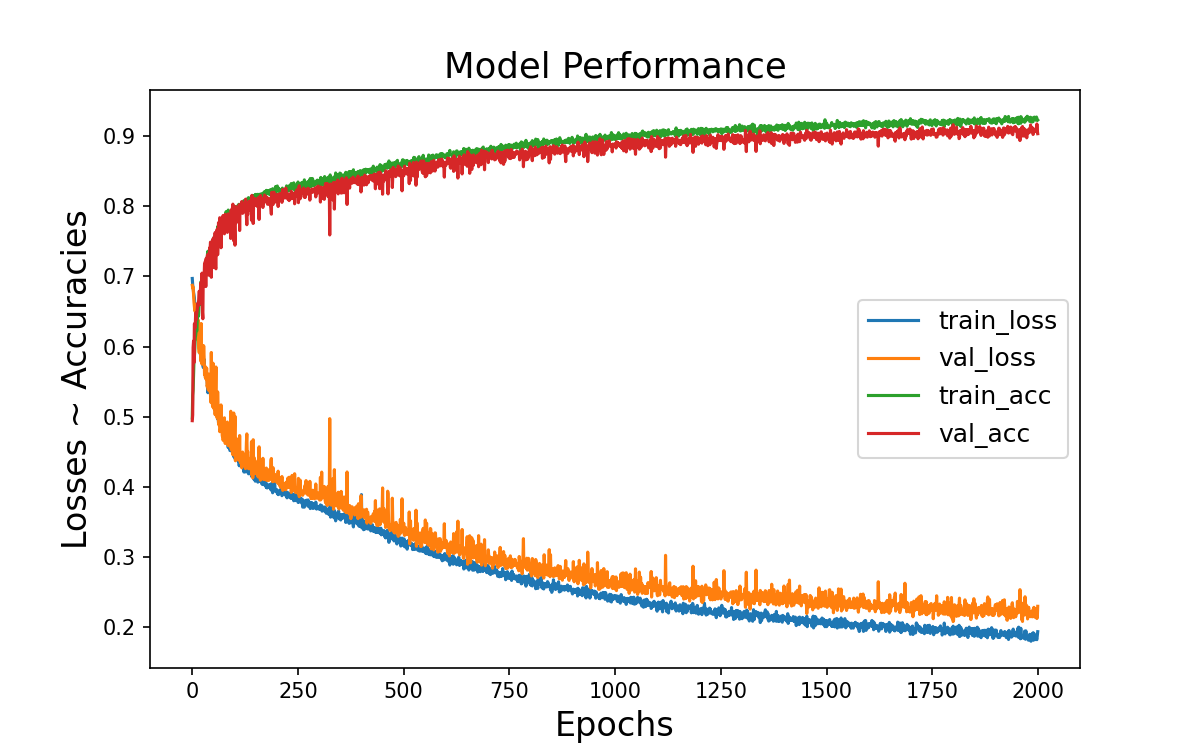 Model Performance
Losses ~ Accuracies
0.9
0.8
0.7
0.6
0.5
0.4
0.3
0.2
train_loss
val_loss
train_acc
val_acc
0 250 500 750 1000 1250 1500 1750 2000
Epochs